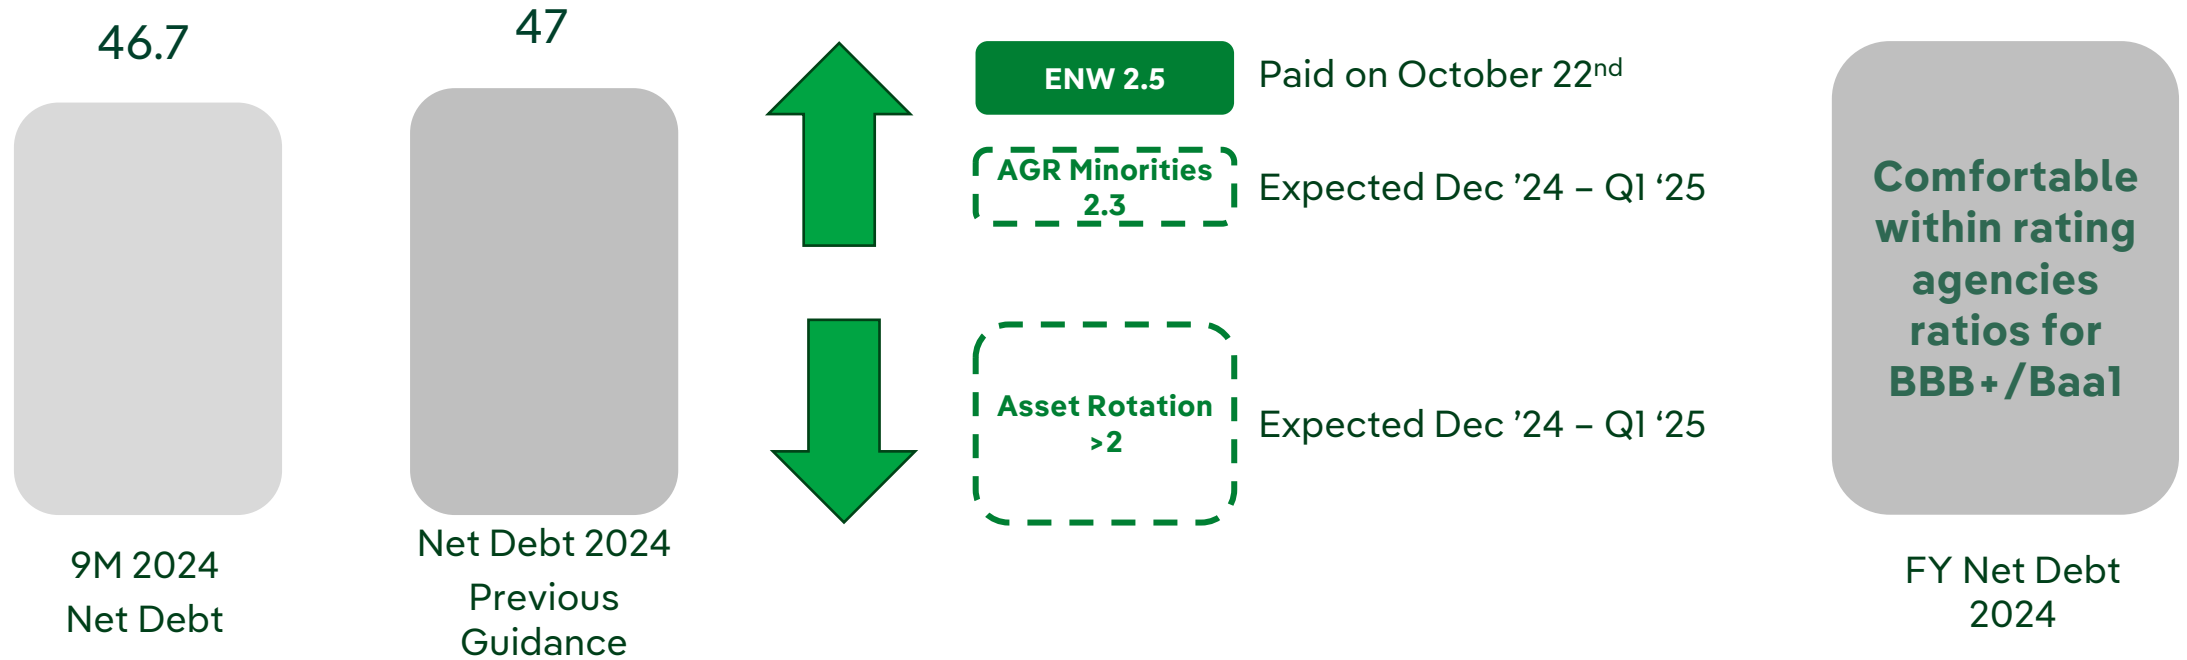 46.7
9M 2024
Net Debt
47
Net Debt 2024
Previous
Guidance
ENW 2.5
Paid on October 22nd
AGR Minorities
2.3
Expected Dec ’24 – Q1 ‘25
Asset Rotation
>2
Expected Dec ’24 – Q1 ‘25
Comfortable
within rating
agencies
ratios for
BBB+/Baa1
FY Net Debt
2024